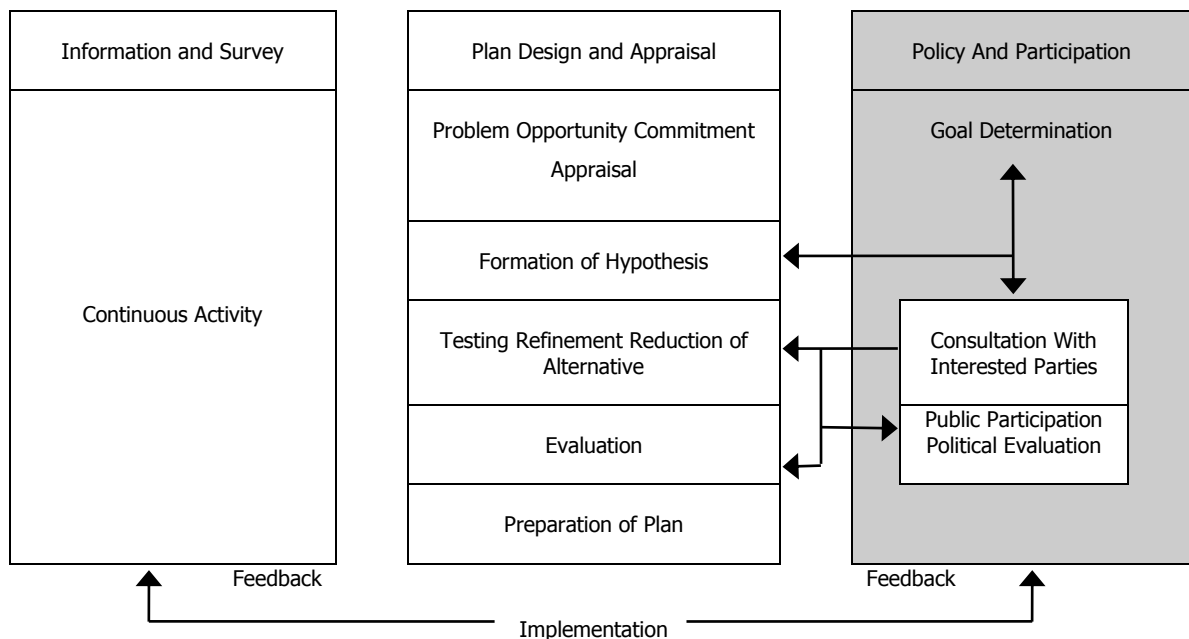 Information and Survey
Continuous Activity
Plan Design and Appraisal
Problem Opportunity Commitment
Appraisal
Formation of Hypothesis
Testing Refinement Reduction of
Alternative
Evaluation
Preparation of Plan
Policy And Participation
Goal Determination
Consultation With
Interested Parties
Public Participation
Political Evaluation
Feedback
Feedback
Implementation